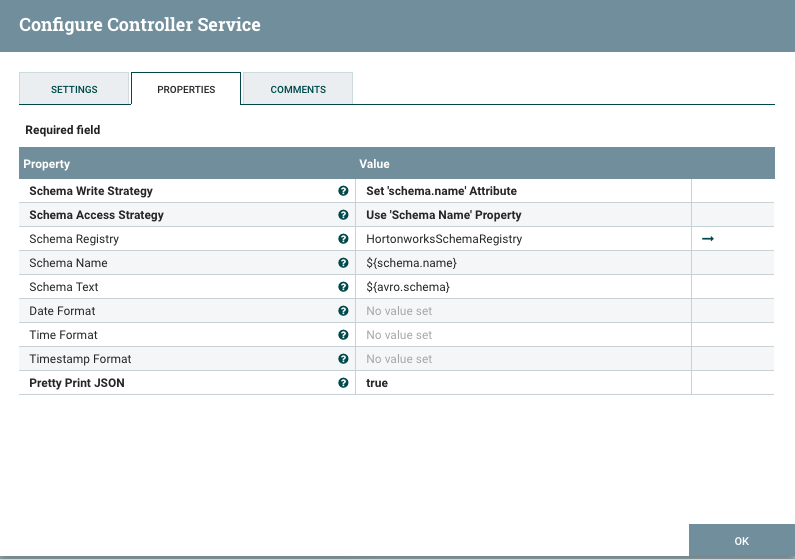 Configure Controller Service
SETTINGS PROPERTIES COMMENTS
Required field
Property Value
Schema Write Strategy ? Set 'schema.name' Attribute
Schema Access Strategy ? Use 'Schema Name' Property
Schema Registry ? HortonworksSchemaRegistry →
Schema Name ? ${schema.name}
Schema Text ? ${avro.schema}
Date Format ? No value set
Time Format ? No value set
Timestamp Format ? No value set
Pretty Print JSON ? true
OK